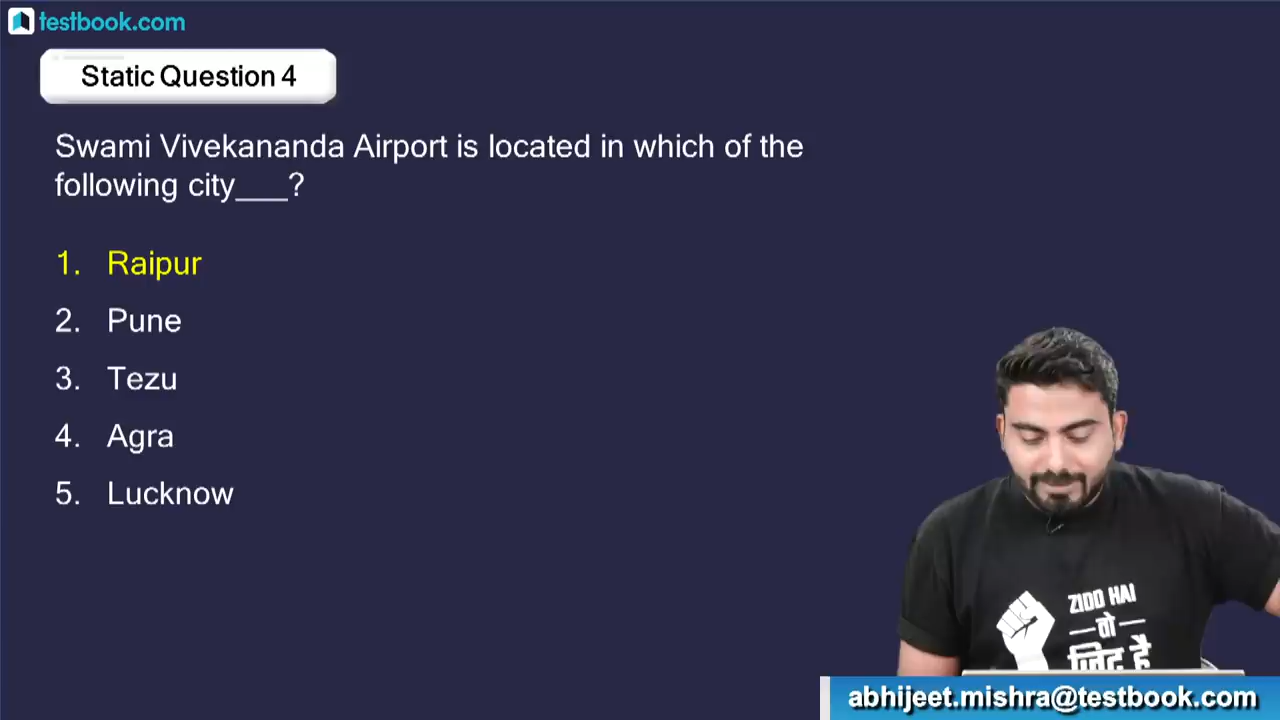 testbook.com
Static Question 4
Swami Vivekananda Airport is located in which of the
following city___?
1. Raipur
2. Pune
3. Tezu
4. Agra
5. Lucknow
ZIDD HAI
—वो—
ज़िद है
abhijeet.mishra@testbook.com